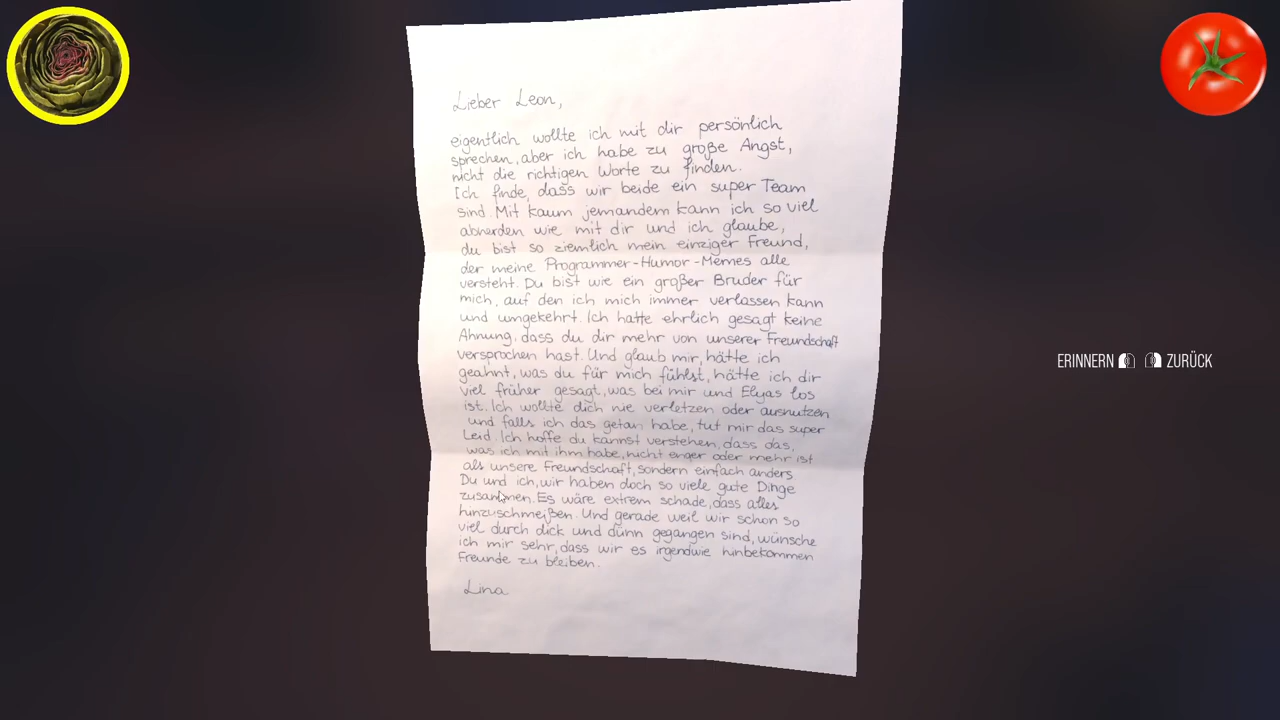 Lieber Leon,
eigentlich wollte ich mit dir persönlich
sprechen, aber ich habe zu große Angst,
nicht die richtigen Worte zu finden.
Ich finde, dass wir beide ein super Team
sind. Mit kaum jemandem kann ich so viel
abnerden wie mit dir und ich glaube,
du bist so ziemlich mein einziger Freund,
der meine Programmer-Humor-Memes alle
versteht. Du bist wie ein großer Bruder für
mich, auf den ich mich immer verlassen kann
und umgekehrt. Ich hatte ehrlich gesagt keine
Ahnung, dass du dir mehr von unserer Freundschaft
versprochen hast. Und glaub mir, hätte ich
geahnt, was du für mich fühlst, hätte ich dir
viel früher gesagt, was bei mir und Elyas los
ist. Ich wollte dich nie verletzen oder ausnutzen
und falls ich das getan habe, tut mir das super
Leid. Ich hoffe du kannst verstehen, dass das,
was ich mit ihm habe, nicht enger oder mehr ist
als unsere Freundschaft, sondern einfach anders.
Du und ich, wir haben doch so viele gute Dinge
zusammen. Es wäre extrem schade, dass alles
hinzuschmeißen. Und gerade weil wir schon so
viel durch dick und dünn gegangen sind, wünsche
ich mir sehr, dass wir es irgendwie hinbekommen
Freunde zu bleiben.
Lina
ERINNERN ZURÜCK